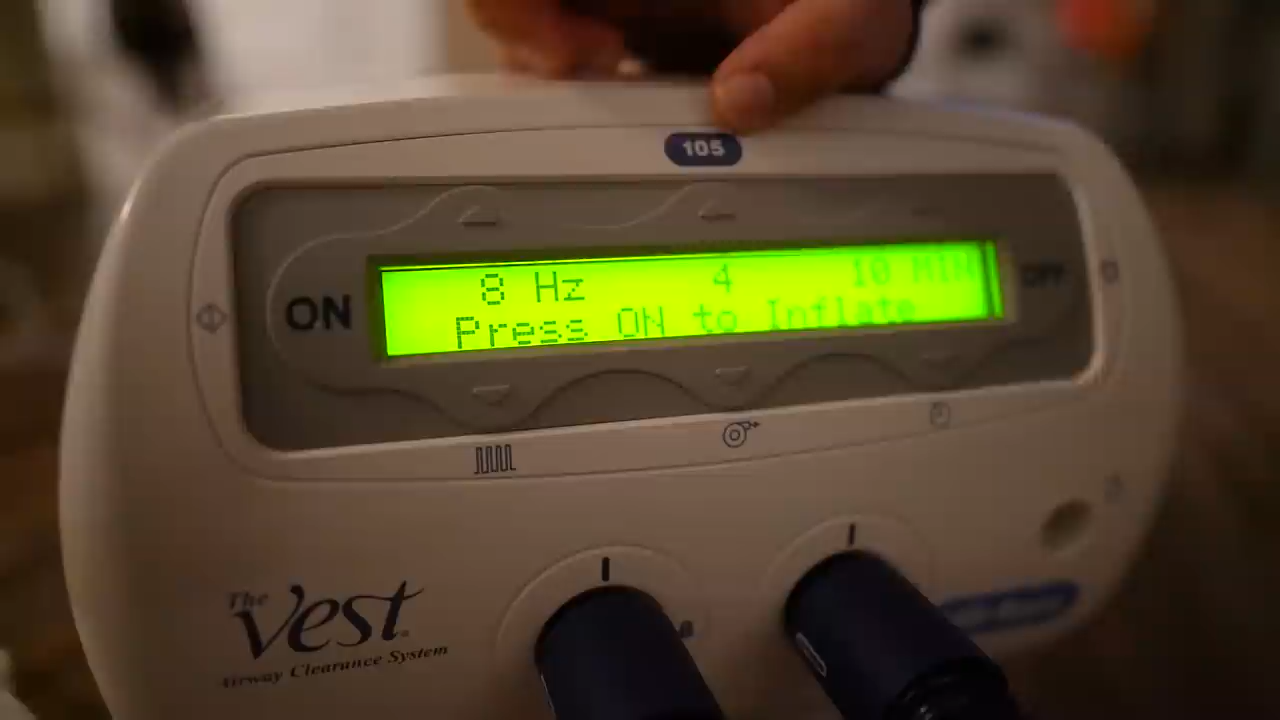 105
8 Hz 4 10 MIN
Press ON to Inflate
ON
OFF
The
Vest
Airway Clearance System